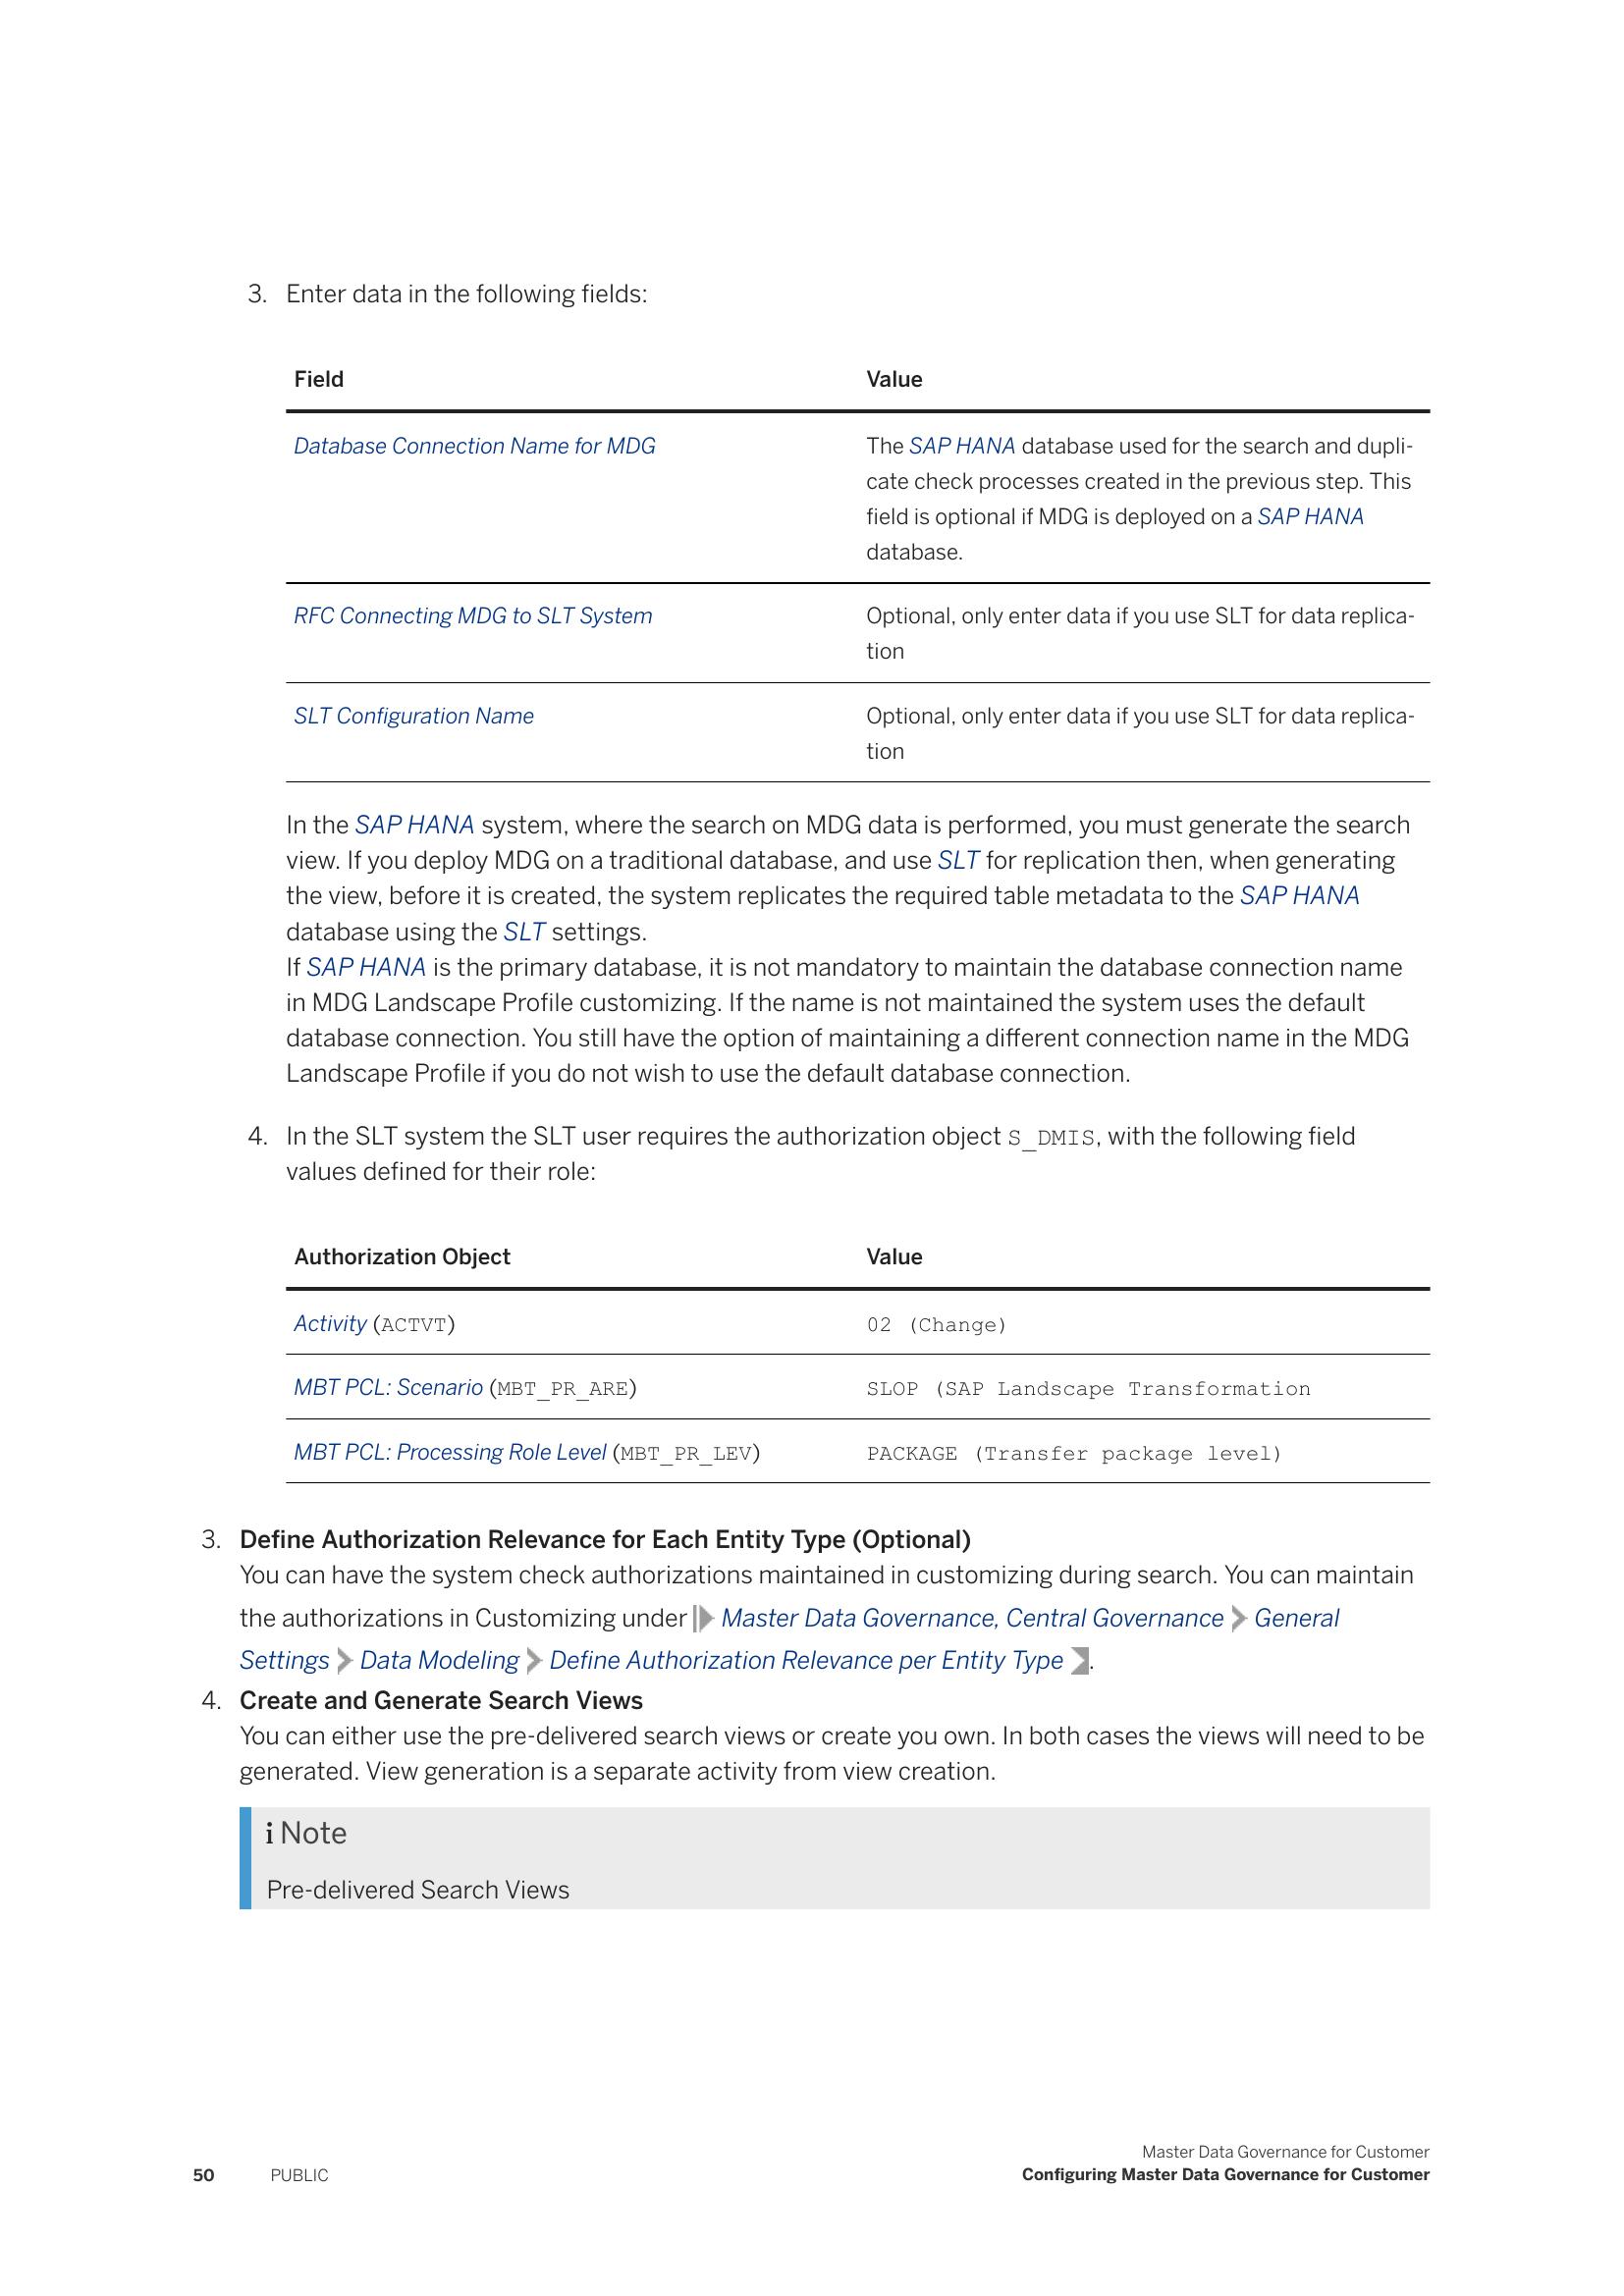 3. Enter data in the following fields:
Field Value
Database Connection Name for MDG The SAP HANA database used for the search and dupli-
cate check processes created in the previous step. This
field is optional if MDG is deployed on a SAP HANA
database.
RFC Connecting MDG to SLT System Optional, only enter data if you use SLT for data replica-
tion
SLT Configuration Name Optional, only enter data if you use SLT for data replica-
tion
In the SAP HANA system, where the search on MDG data is performed, you must generate the search
view. If you deploy MDG on a traditional database, and use SLT for replication then, when generating
the view, before it is created, the system replicates the required table metadata to the SAP HANA
database using the SLT settings.
If SAP HANA is the primary database, it is not mandatory to maintain the database connection name
in MDG Landscape Profile customizing. If the name is not maintained the system uses the default
database connection. You still have the option of maintaining a different connection name in the MDG
Landscape Profile if you do not wish to use the default database connection.
4. In the SLT system the SLT user requires the authorization object S_DMIS, with the following field
values defined for their role:
Authorization Object Value
Activity (ACTVT) 02 (Change)
MBT PCL: Scenario (MBT_PR_ARE) SLOP (SAP Landscape Transformation
MBT PCL: Processing Role Level (MBT_PR_LEV) PACKAGE (Transfer package level)
3. Define Authorization Relevance for Each Entity Type (Optional)
You can have the system check authorizations maintained in customizing during search. You can maintain
the authorizations in Customizing under Master Data Governance, Central Governance General
Settings Data Modeling Define Authorization Relevance per Entity Type .
4. Create and Generate Search Views
You can either use the pre-delivered search views or create you own. In both cases the views will need to be
generated. View generation is a separate activity from view creation.
i Note
Pre-delivered Search Views
Master Data Governance for Customer
50 PUBLIC Configuring Master Data Governance for Customer